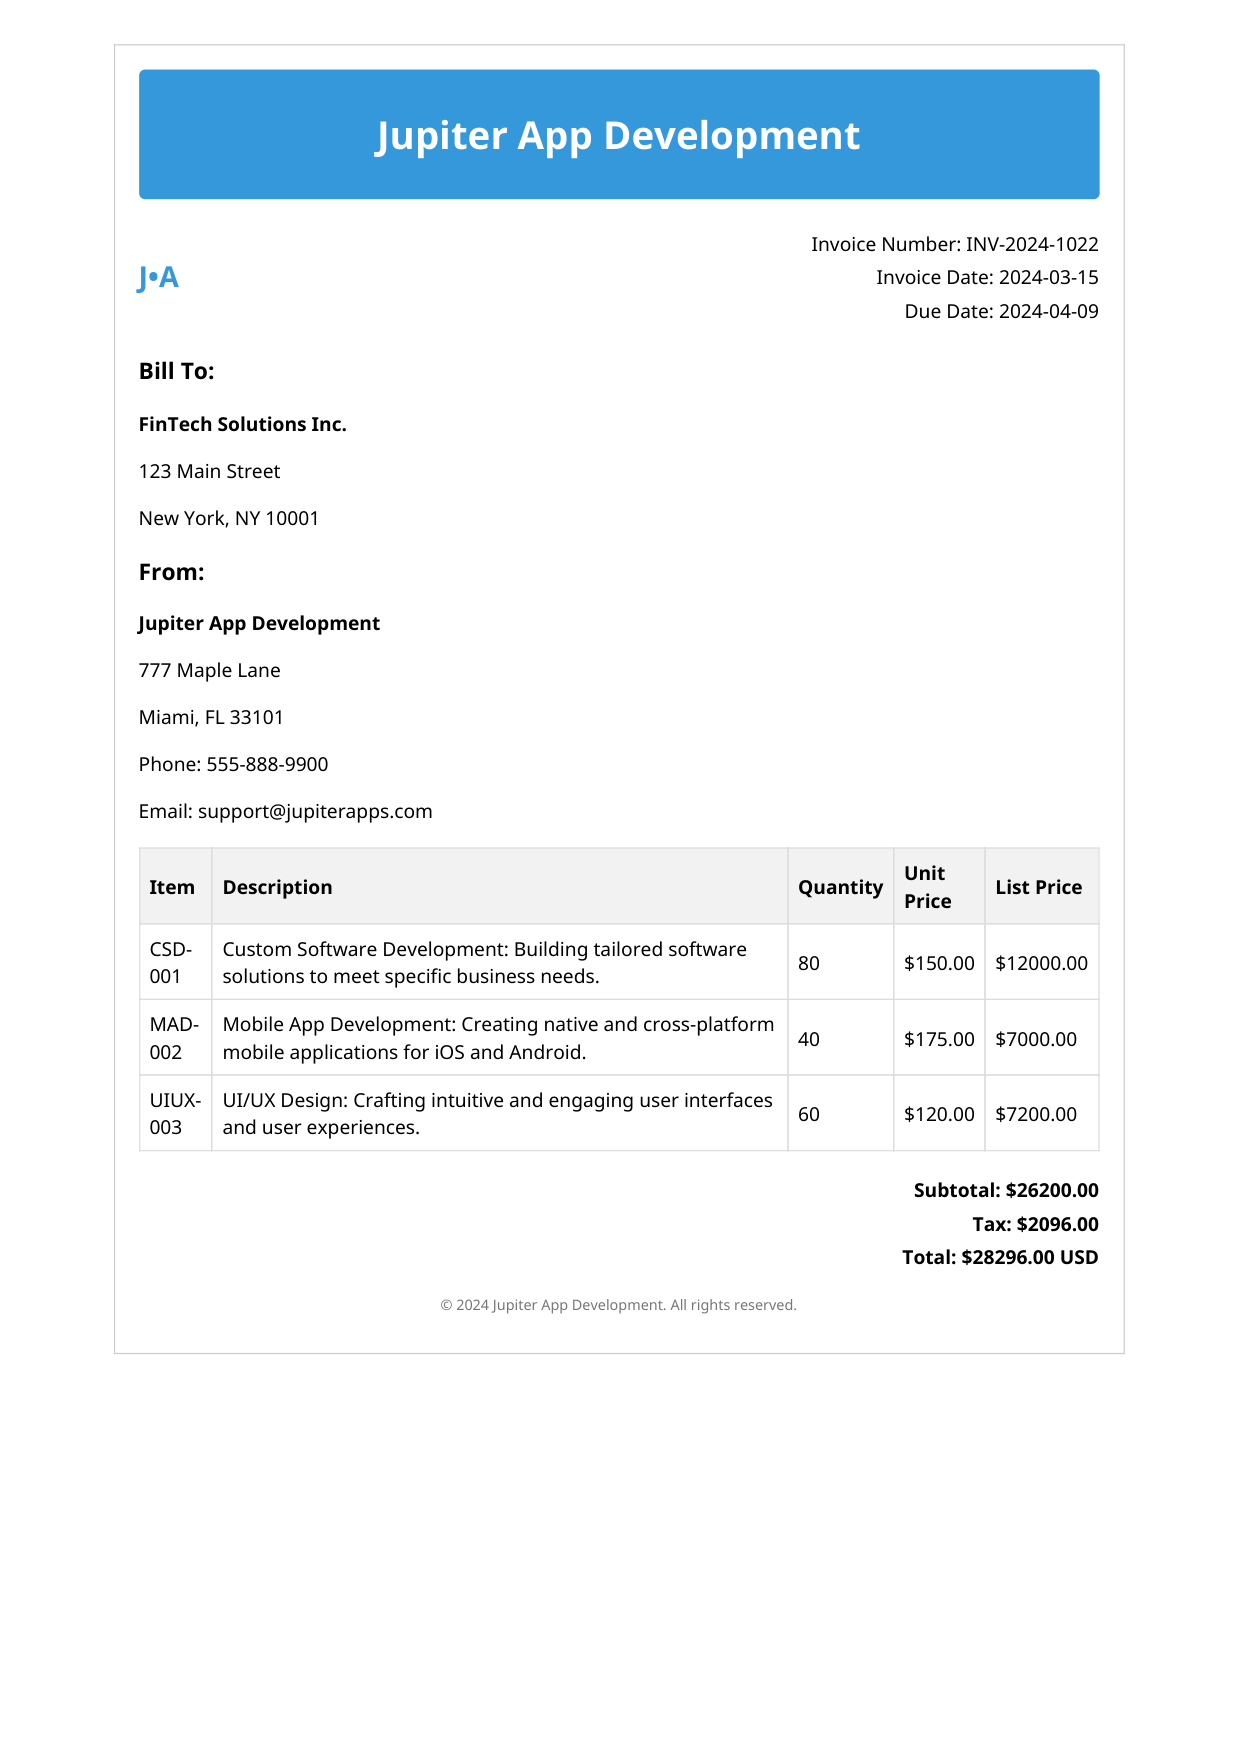 Jupiter App Development
J•A
Invoice Number: INV-2024-1022
Invoice Date: 2024-03-15
Due Date: 2024-04-09
Bill To:
FinTech Solutions Inc.
123 Main Street
New York, NY 10001
From:
Jupiter App Development
777 Maple Lane
Miami, FL 33101
Phone: 555-888-9900
Email: support@jupiterapps.com
Item Description Quantity Unit Price List Price
CSD-001 Custom Software Development: Building tailored software solutions to meet specific business needs. 80 $150.00 $12000.00
MAD-002 Mobile App Development: Creating native and cross-platform mobile applications for iOS and Android. 40 $175.00 $7000.00
UIUX-003 UI/UX Design: Crafting intuitive and engaging user interfaces and user experiences. 60 $120.00 $7200.00
Subtotal: $26200.00
Tax: $2096.00
Total: $28296.00 USD
© 2024 Jupiter App Development. All rights reserved.